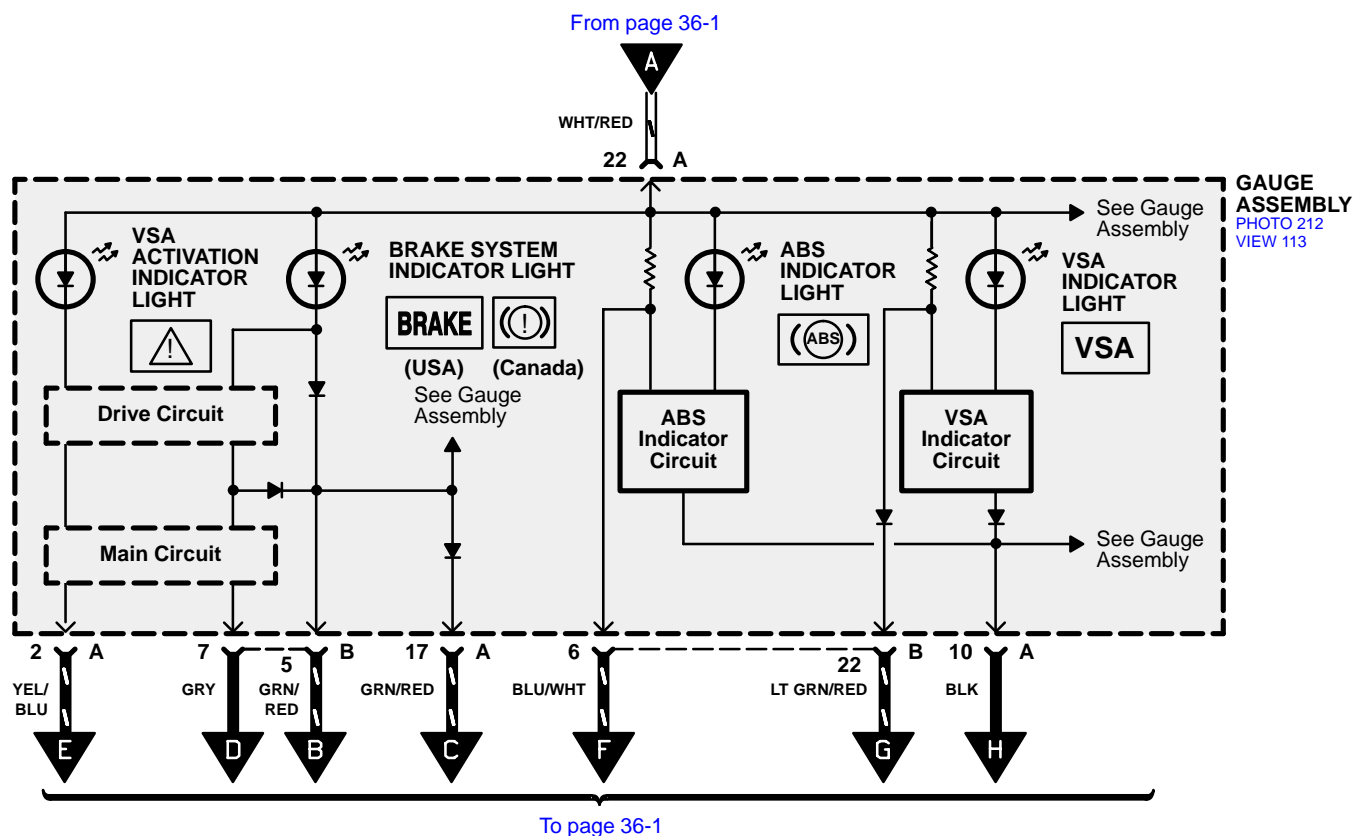 From page 36-1
A
WHT/RED
22 A
GAUGE
ASSEMBLY
PHOTO 212
VIEW 113
See Gauge
Assembly
VSA
ACTIVATION
INDICATOR
LIGHT
BRAKE SYSTEM
INDICATOR LIGHT
BRAKE
(USA)
(Canada)
See Gauge
Assembly
ABS
INDICATOR
LIGHT
ABS
VSA
INDICATOR
LIGHT
VSA
Drive Circuit
Main Circuit
ABS
Indicator
Circuit
VSA
Indicator
Circuit
See Gauge
Assembly
2 A
7
5 B
17 A
6
22 B
10 A
YEL/
BLU
GRY
GRN/
RED
GRN/RED
BLU/WHT
LT GRN/RED
BLK
E
D
B
C
F
G
H
To page 36-1